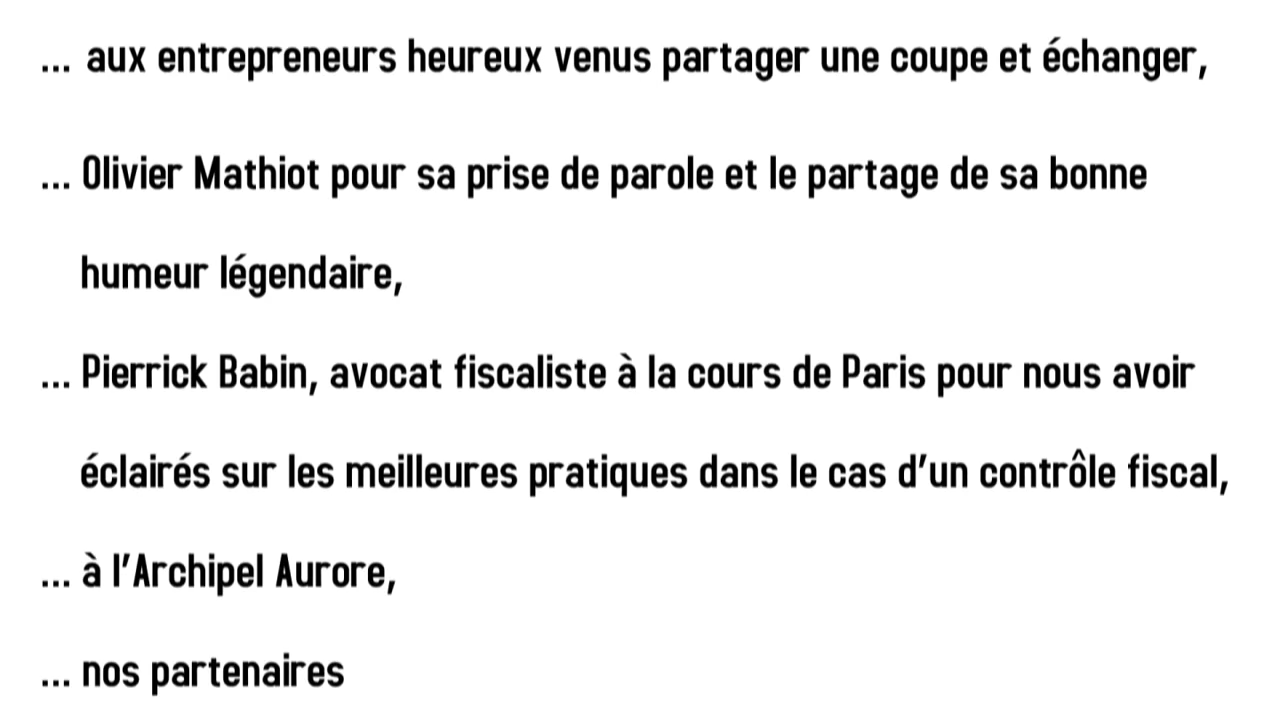 ... aux entrepreneurs heureux venus partager une coupe et échanger,
... Olivier Mathiot pour sa prise de parole et le partage de sa bonne
humeur légendaire,
... Pierrick Babin, avocat fiscaliste à la cours de Paris pour nous avoir
éclairés sur les meilleures pratiques dans le cas d'un contrôle fiscal,
... à l'Archipel Aurore,
... nos partenaires